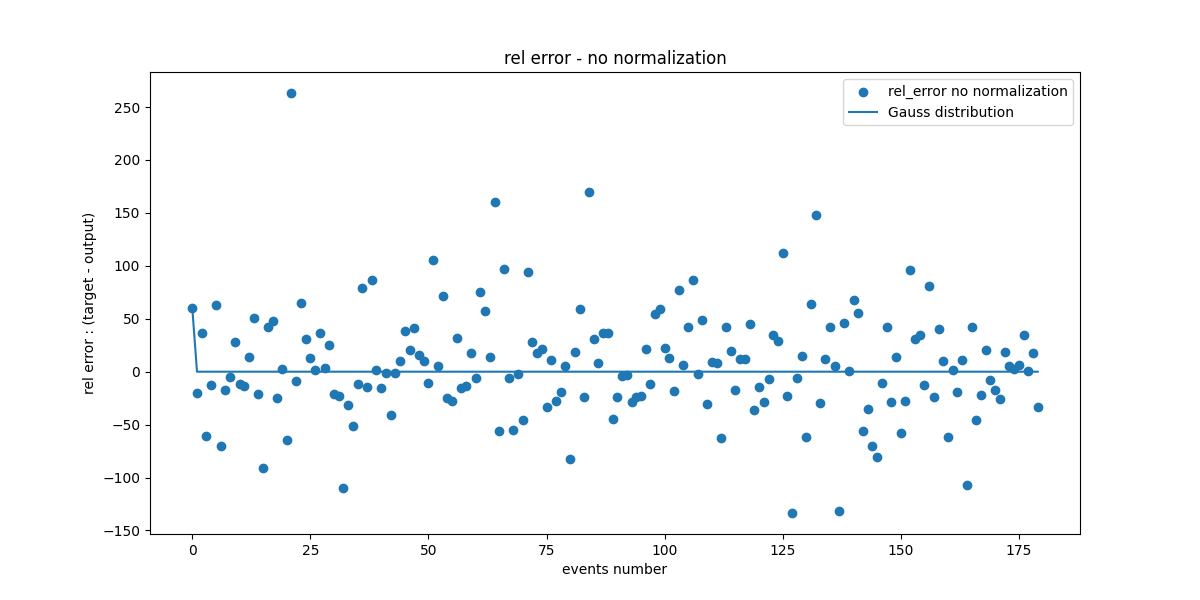 rel error - no normalization
rel_error no normalization
Gauss distribution
250
200
150
100
50
0
−50
−100
−150
rel error : (target - output)
0 25 50 75 100 125 150 175
events number